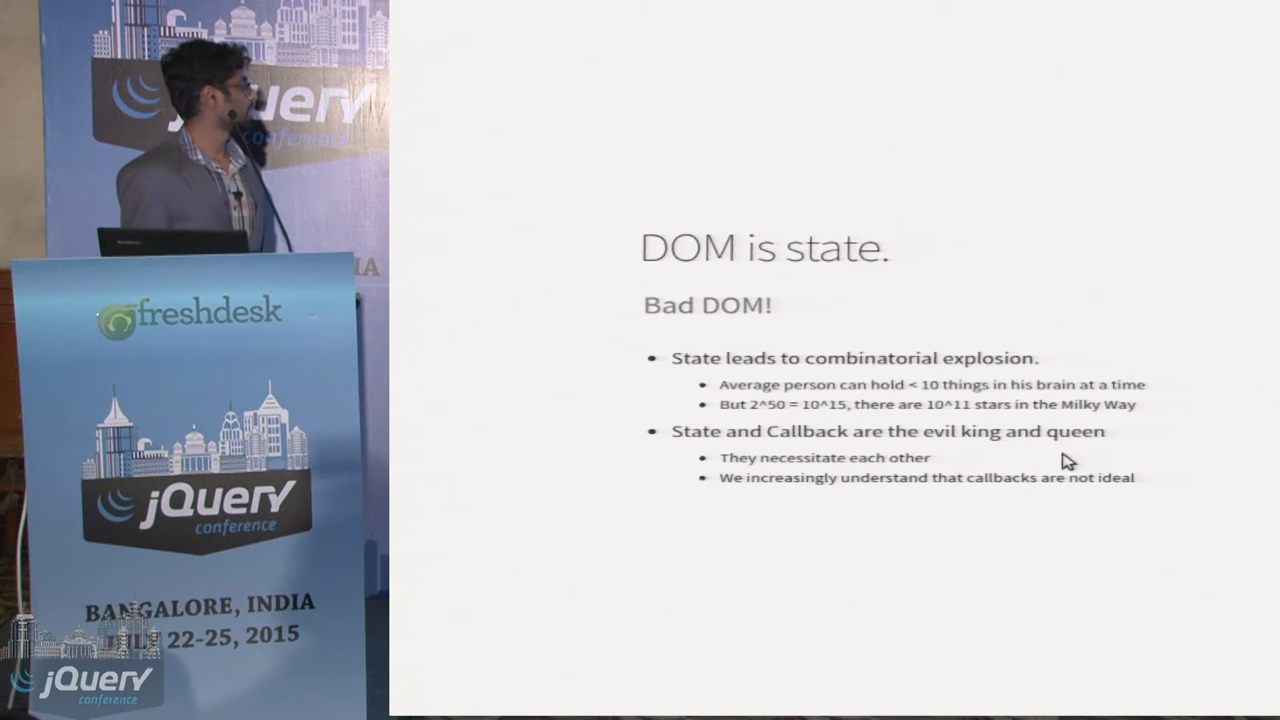 jQuery
conference
IA
freshdesk
jQuery
conference
BANGALORE, INDIA
22-25, 2015
jQuery
conference
DOM is state.
Bad DOM!
• State leads to combinatorial explosion.
• Average person can hold < 10 things in his brain at a time
• But 2^50 = 10^15, there are 10^11 stars in the Milky Way
• State and Callback are the evil king and queen
• They necessitate each other
• We increasingly understand that callbacks are not ideal